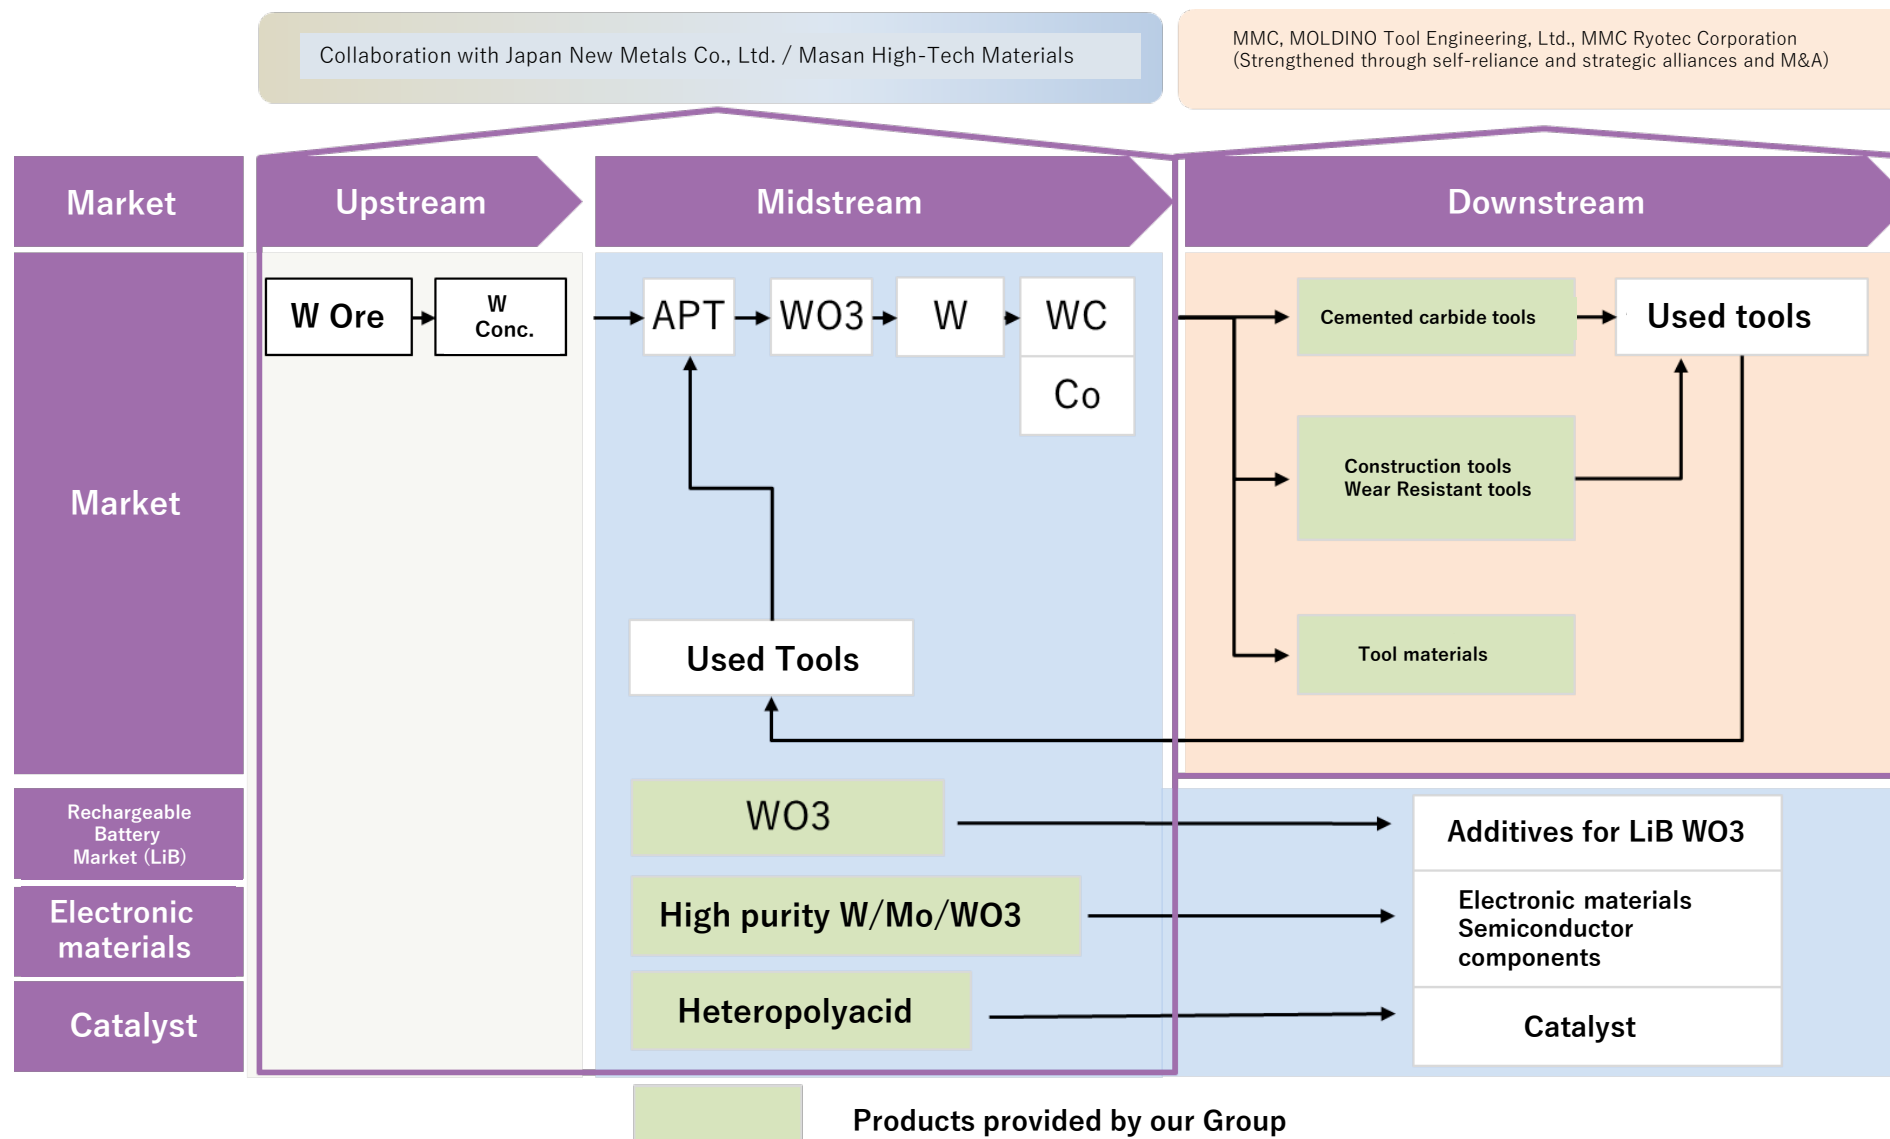 Collaboration with Japan New Metals Co., Ltd. / Masan High-Tech Materials
MMC, MOLDINO Tool Engineering, Ltd., MMC Ryotec Corporation
(Strengthened through self-reliance and strategic alliances and M&A)
Market
Upstream
Midstream
Downstream
Market
W Ore
W
Conc.
APT
WO3
W
WC
Co
Cemented carbide tools
Used tools
Construction tools
Wear Resistant tools
Used Tools
Tool materials
Rechargeable
Battery
Market (LiB)
WO3
Additives for LiB WO3
Electronic
materials
High purity W/Mo/WO3
Electronic materials
Semiconductor
components
Catalyst
Heteropolyacid
Catalyst
Products provided by our Group